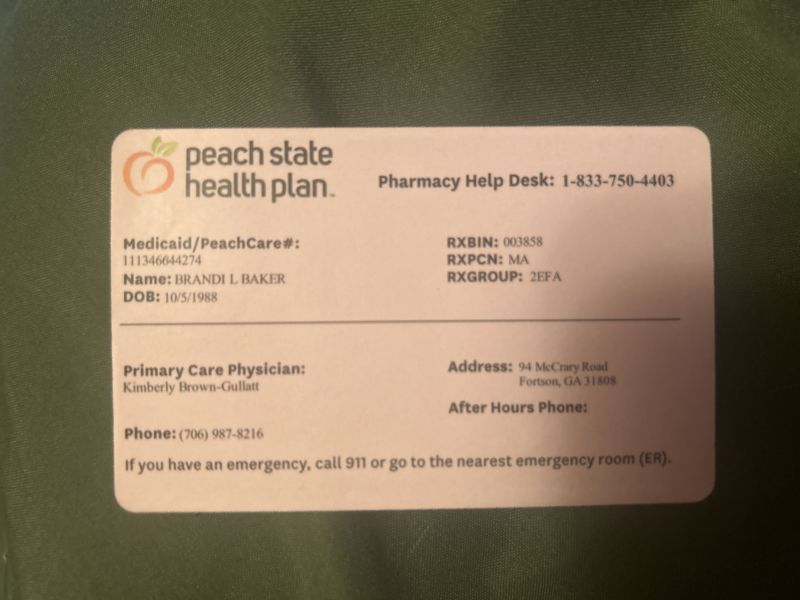 peach state
health plan™
Pharmacy Help Desk: 1-833-750-4403
Medicaid/PeachCare#:
111346644274
Name: BRANDI L BAKER
DOB: 10/5/1988
RXBIN: 003858
RXPCN: MA
RXGROUP: 2EFA
Primary Care Physician:
Kimberly Brown-Gullatt
Phone: (706) 987-8216
Address: 94 McCrary Road
Fortson, GA 31808
After Hours Phone:
If you have an emergency, call 911 or go to the nearest emergency room (ER).